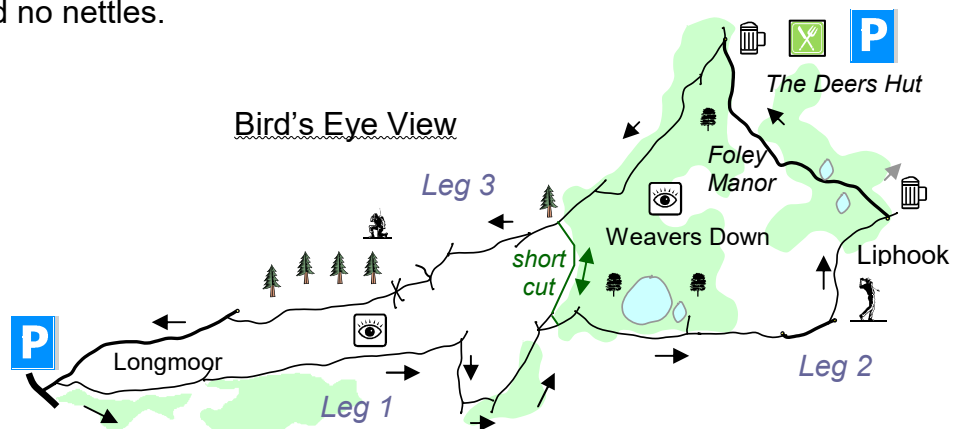 d no nettles.
P
The Deers Hut
Bird's Eye View
Foley
Manor
Leg 3
Weavers Down
short
cut
Liphook
P
Longmoor
Leg 2
Leg 1